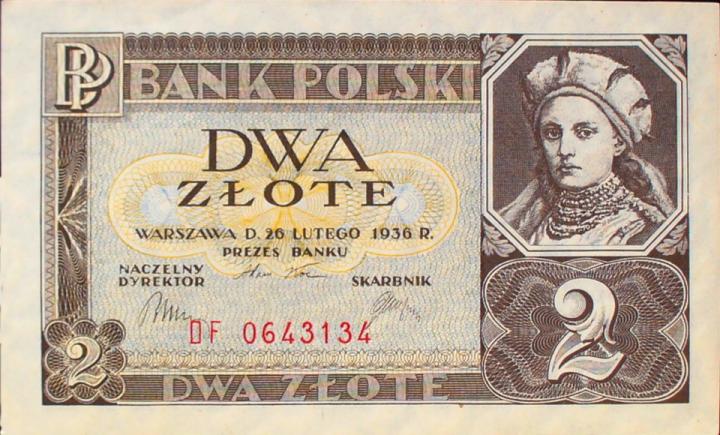 BP
BANK POLSKI
DWA
ZŁOTE
WARSZAWA D. 26 LUTEGO 1936 R.
PREZES BANKU
NACZELNY
DYREKTOR
SKARBNIK
DF 0643134
2
2
DWA ZŁOTE